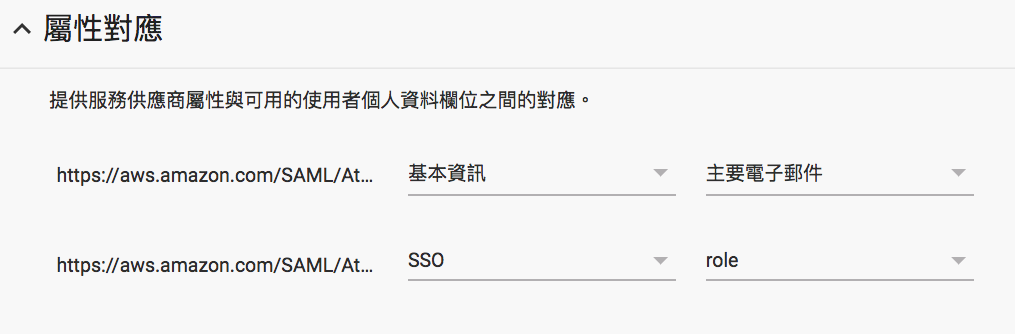 屬性對應
提供服務供應商屬性與可用的使用者個人資料欄位之間的對應。
https://aws.amazon.com/SAML/At... 基本資訊 主要電子郵件
https://aws.amazon.com/SAML/At... SSO role